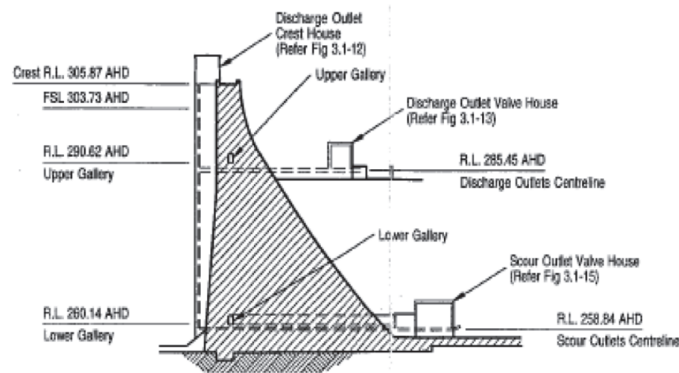 Discharge Outlet
Crest House
(Refer Fig 3.1-12)
Crest R.L. 305.87 AHD
Upper Gallery
FSL 303.73 AHD
Discharge Outlet Valve House
(Refer Fig 3.1-13)
R.L. 290.62 AHD
Upper Gallery
R.L. 285.45 AHD
Discharge Outlets Centreline
Lower Gallery
Scour Outlet Valve House
(Refer Fig 3.1-15)
R.L. 260.14 AHD
Lower Gallery
R.L. 258.84 AHD
Scour Outlets Centreline